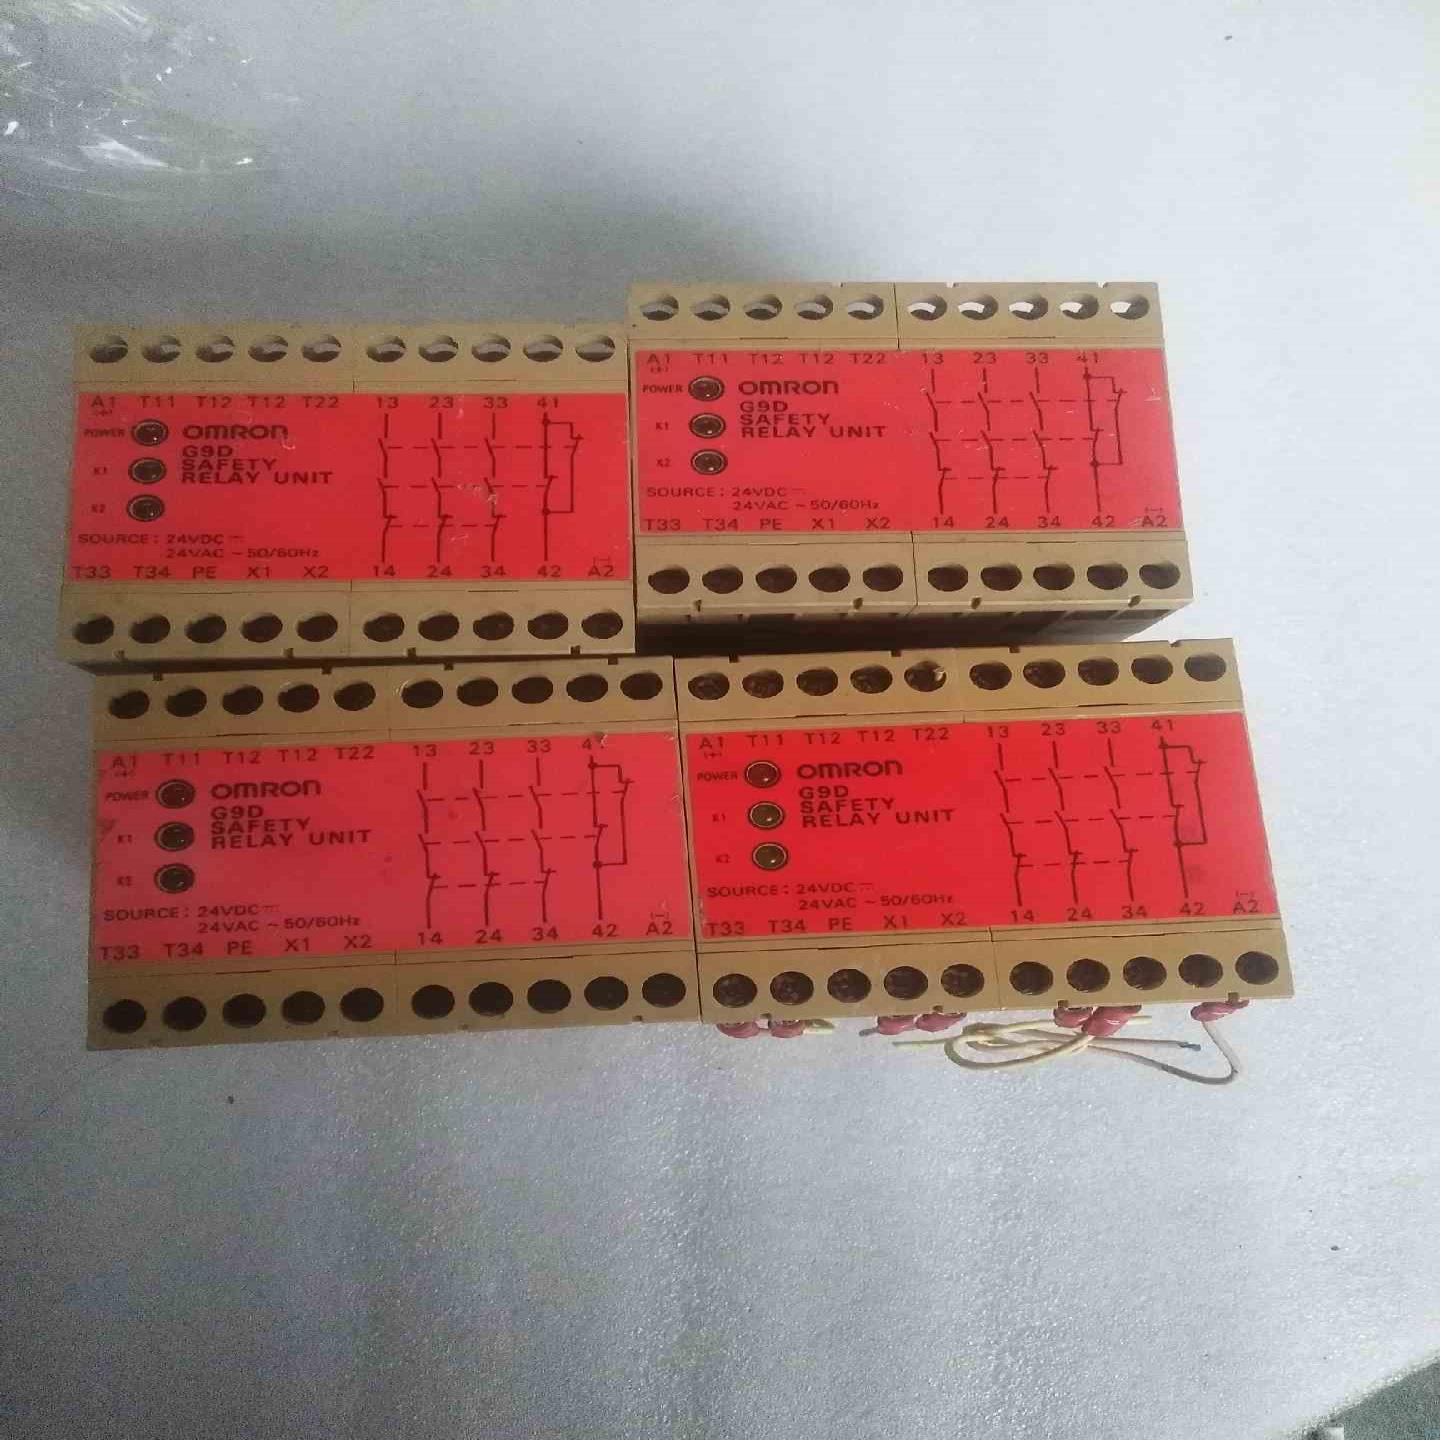 A1 T11 T12 T12 T22 13 23 33 41
(+)
POWER OMRON
G9D
K1 SAFETY
RELAY UNIT
K2
SOURCE: 24VDC
24VAC ~ 50/60Hz
T33 T34 PE X1 X2 14 24 34 42 A2
(-)
A1 T11 T12 T12 T22 13 23 33 41
(+)
POWER OMRON
G9D
K1 SAFETY
RELAY UNIT
K2
SOURCE: 24VDC
24VAC ~ 50/60Hz
T33 T34 PE X1 X2 14 24 34 42 A2
(-)
A1 T11 T12 T12 T22 13 23 33 41
(+)
POWER OMRON
G9D
K1 SAFETY
RELAY UNIT
K2
SOURCE: 24VDC
24VAC ~ 50/60Hz
T33 T34 PE X1 X2 14 24 34 42 A2
(-)
A1 T11 T12 T12 T22 13 23 33 41
(+)
POWER OMRON
G9D
K1 SAFETY
RELAY UNIT
K2
SOURCE: 24VDC
24VAC ~ 50/60Hz
T33 T34 PE X1 X2 14 24 34 42 A2
(-)